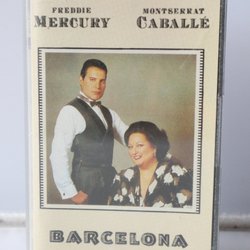 FREDDIE MERCURY
MONTSERRAT CABALLÉ
BARCELONA